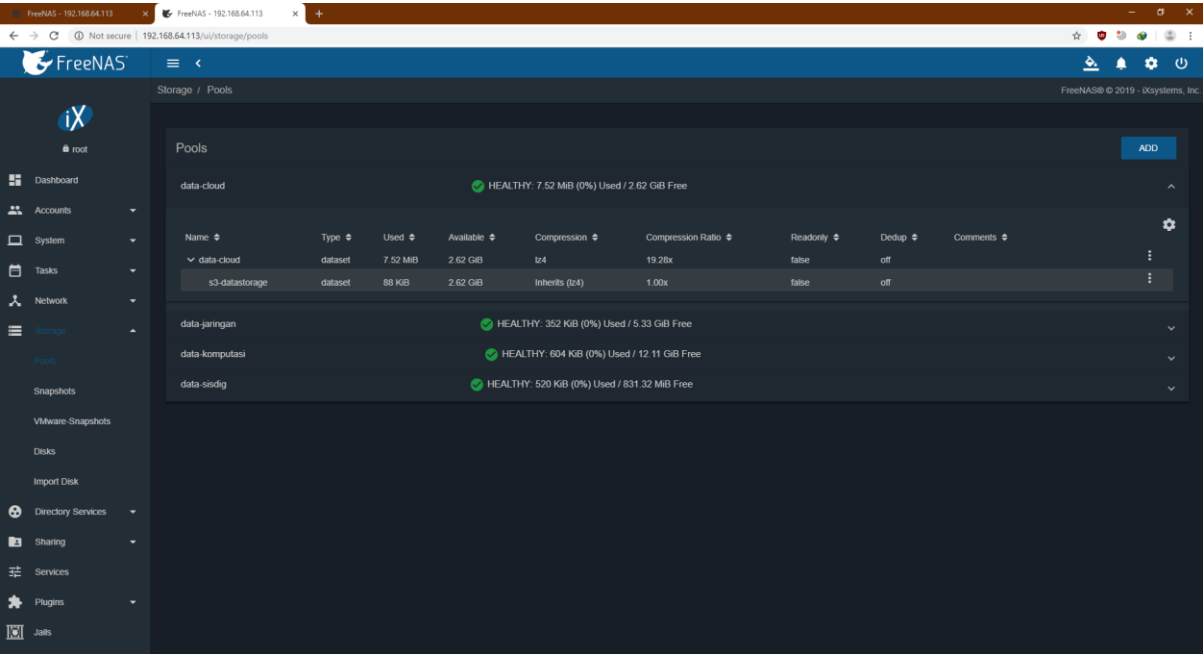 FreeNAS - 192.168.64.113 FreeNAS - 192.168.64.113
Not secure 192.168.64.113/ui/storage/pools
FreeNAS
Storage / Pools FreeNAS® © 2019 - iXsystems, Inc.
iX
root
Dashboard
Accounts
System
Tasks
Network
Storage
Pools
Snapshots
VMware-Snapshots
Disks
Import Disk
Directory Services
Sharing
Services
Plugins
Jails
Pools ADD
data-cloud HEALTHY: 7.52 MiB (0%) Used / 2.62 GiB Free
Name Type Used Available Compression Compression Ratio Readonly Dedup Comments
data-cloud dataset 7.52 MiB 2.62 GiB lz4 19.28x false off
s3-datastorage dataset 88 KiB 2.62 GiB Inherits (lz4) 1.00x false off
data-jaringan HEALTHY: 352 KiB (0%) Used / 5.33 GiB Free
data-komputasi HEALTHY: 604 KiB (0%) Used / 12.11 GiB Free
data-sisdig HEALTHY: 520 KiB (0%) Used / 831.32 MiB Free